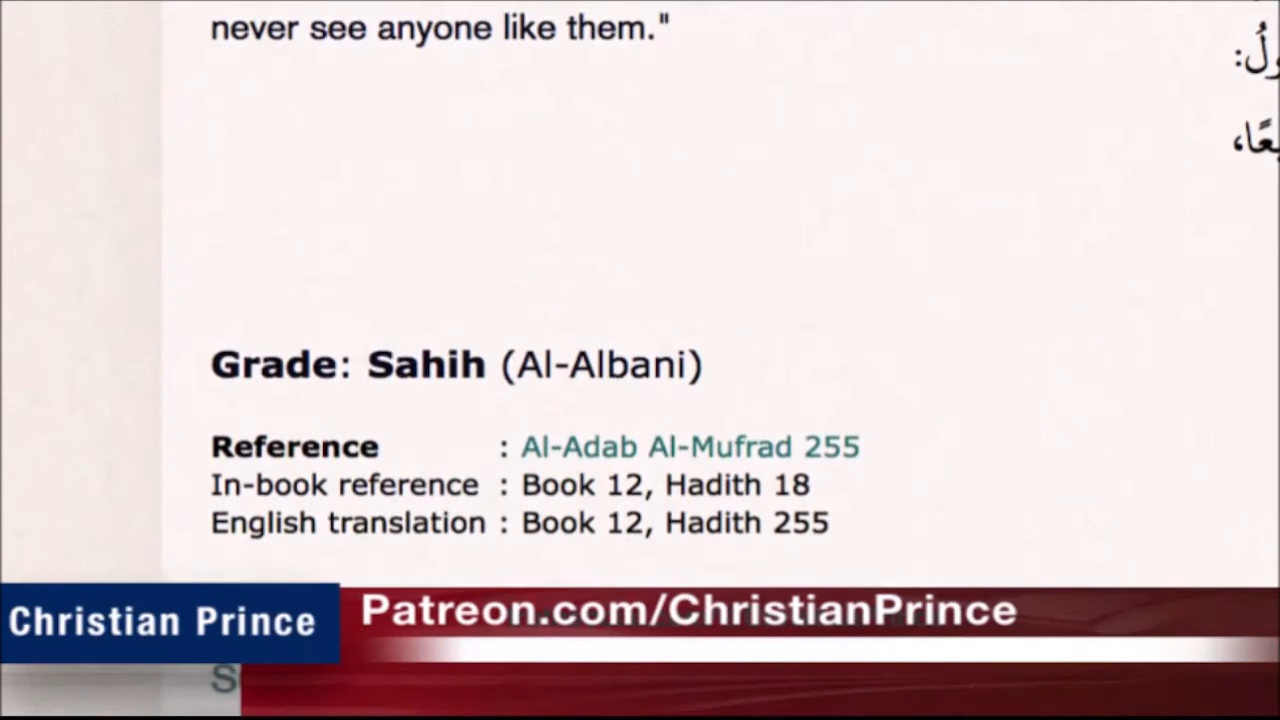 never see anyone like them."
Grade: Sahih (Al-Albani)
Reference : Al-Adab Al-Mufrad 255
In-book reference : Book 12, Hadith 18
English translation : Book 12, Hadith 255
Christian Prince
Patreon.com/ChristianPrince